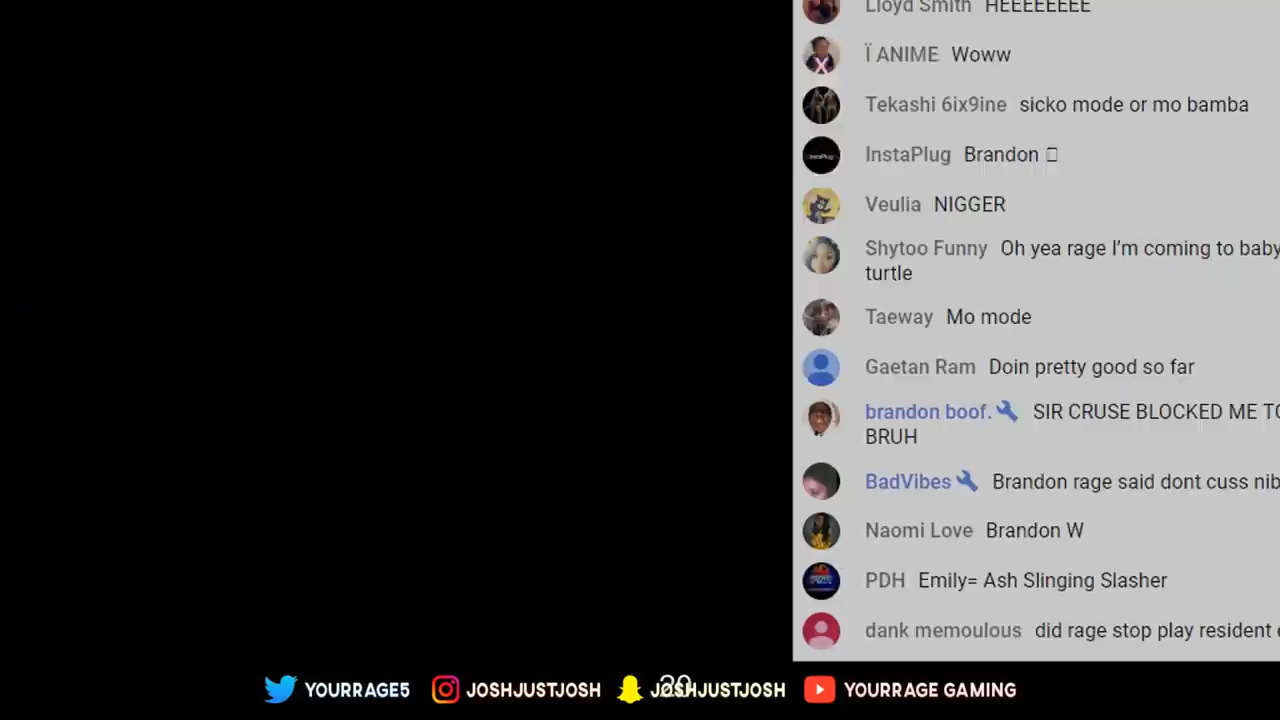 Lloyd Smith HEEEEEEEE
Ï ANIME Woww
Tekashi 6ix9ine sicko mode or mo bamba
InstaPlug Brandon
Veulia NIGGER
Shytoo Funny Oh yea rage I'm coming to baby
turtle
Taeway Mo mode
Gaetan Ram Doin pretty good so far
brandon boof. SIR CRUSE BLOCKED ME TO
BRUH
BadVibes Brandon rage said dont cuss nib
Naomi Love Brandon W
PDH Emily= Ash Slinging Slasher
dank memoulous did rage stop play resident
YOURRAGE5 JOSHJUSTJOSH JOSHJUSTJOSH YOURRAGE GAMING
20